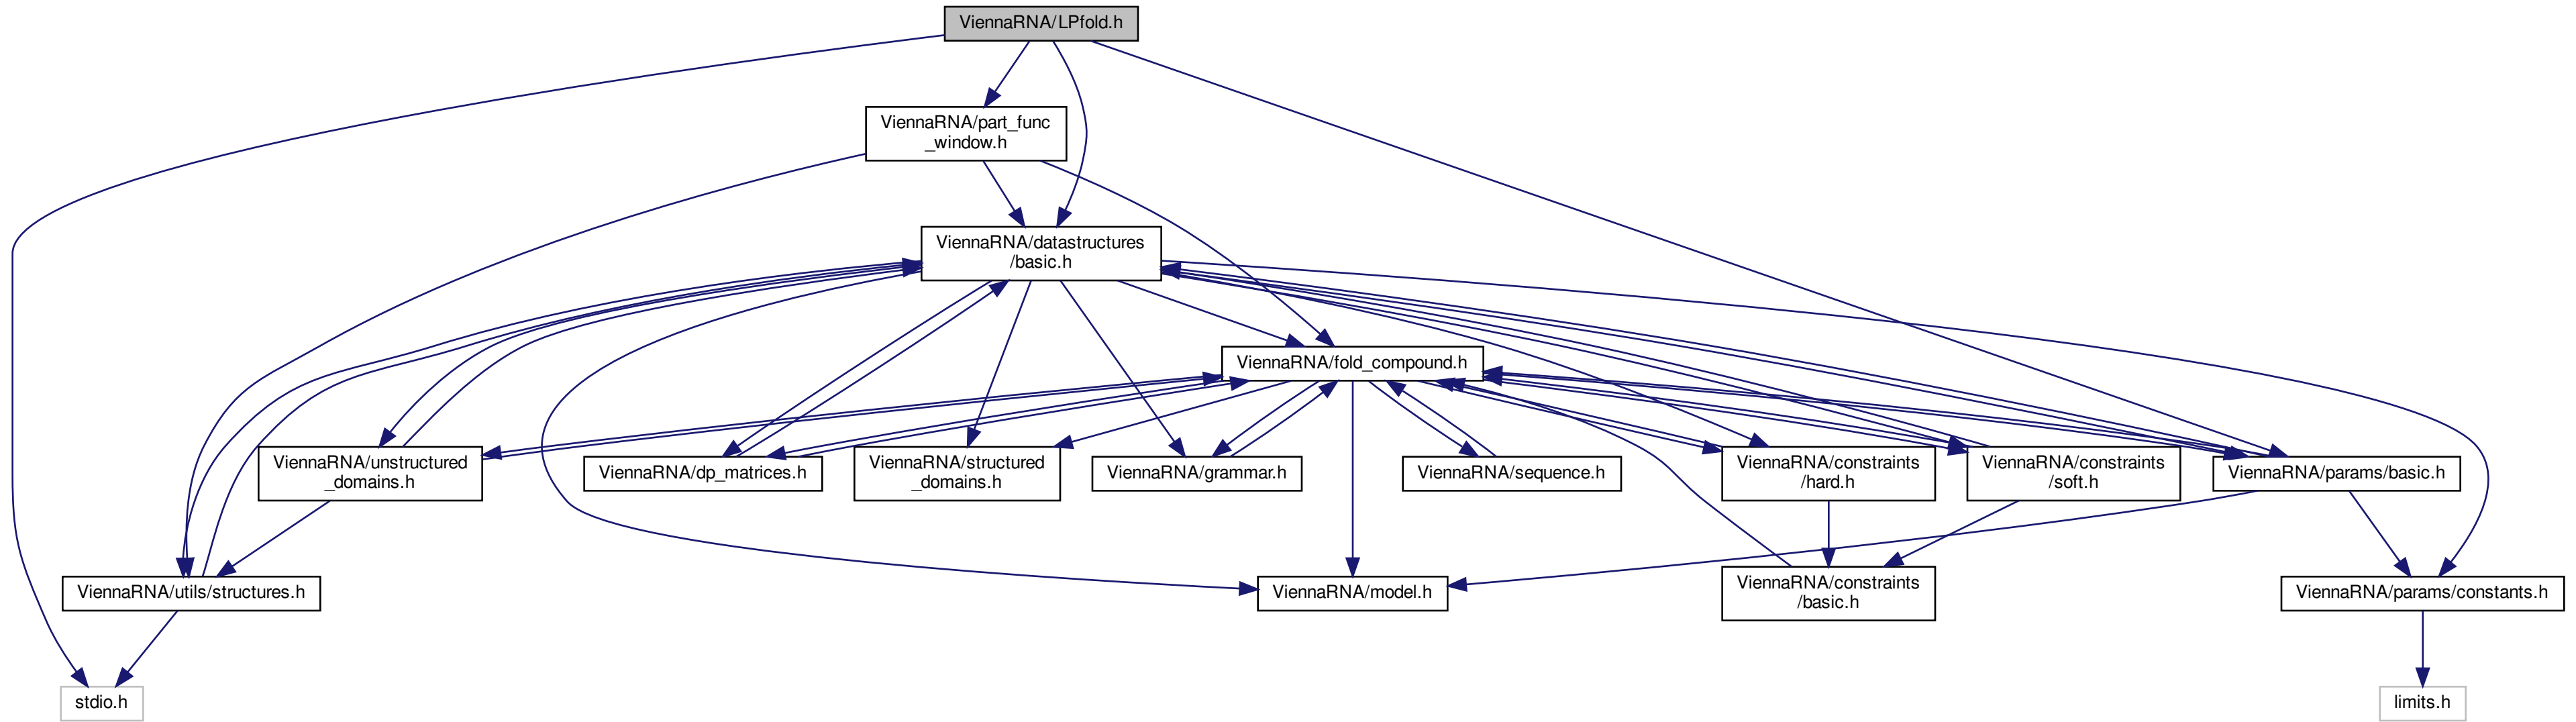 ViennaRNA/LPfold.h
ViennaRNA/part_func
_window.h
ViennaRNA/datastructures
/basic.h
ViennaRNA/fold_compound.h
ViennaRNA/unstructured
_domains.h
ViennaRNA/dp_matrices.h
ViennaRNA/structured
_domains.h
ViennaRNA/grammar.h
ViennaRNA/sequence.h
ViennaRNA/constraints
/hard.h
ViennaRNA/constraints
/soft.h
ViennaRNA/params/basic.h
ViennaRNA/utils/structures.h
ViennaRNA/model.h
ViennaRNA/constraints
/basic.h
ViennaRNA/params/constants.h
stdio.h
limits.h